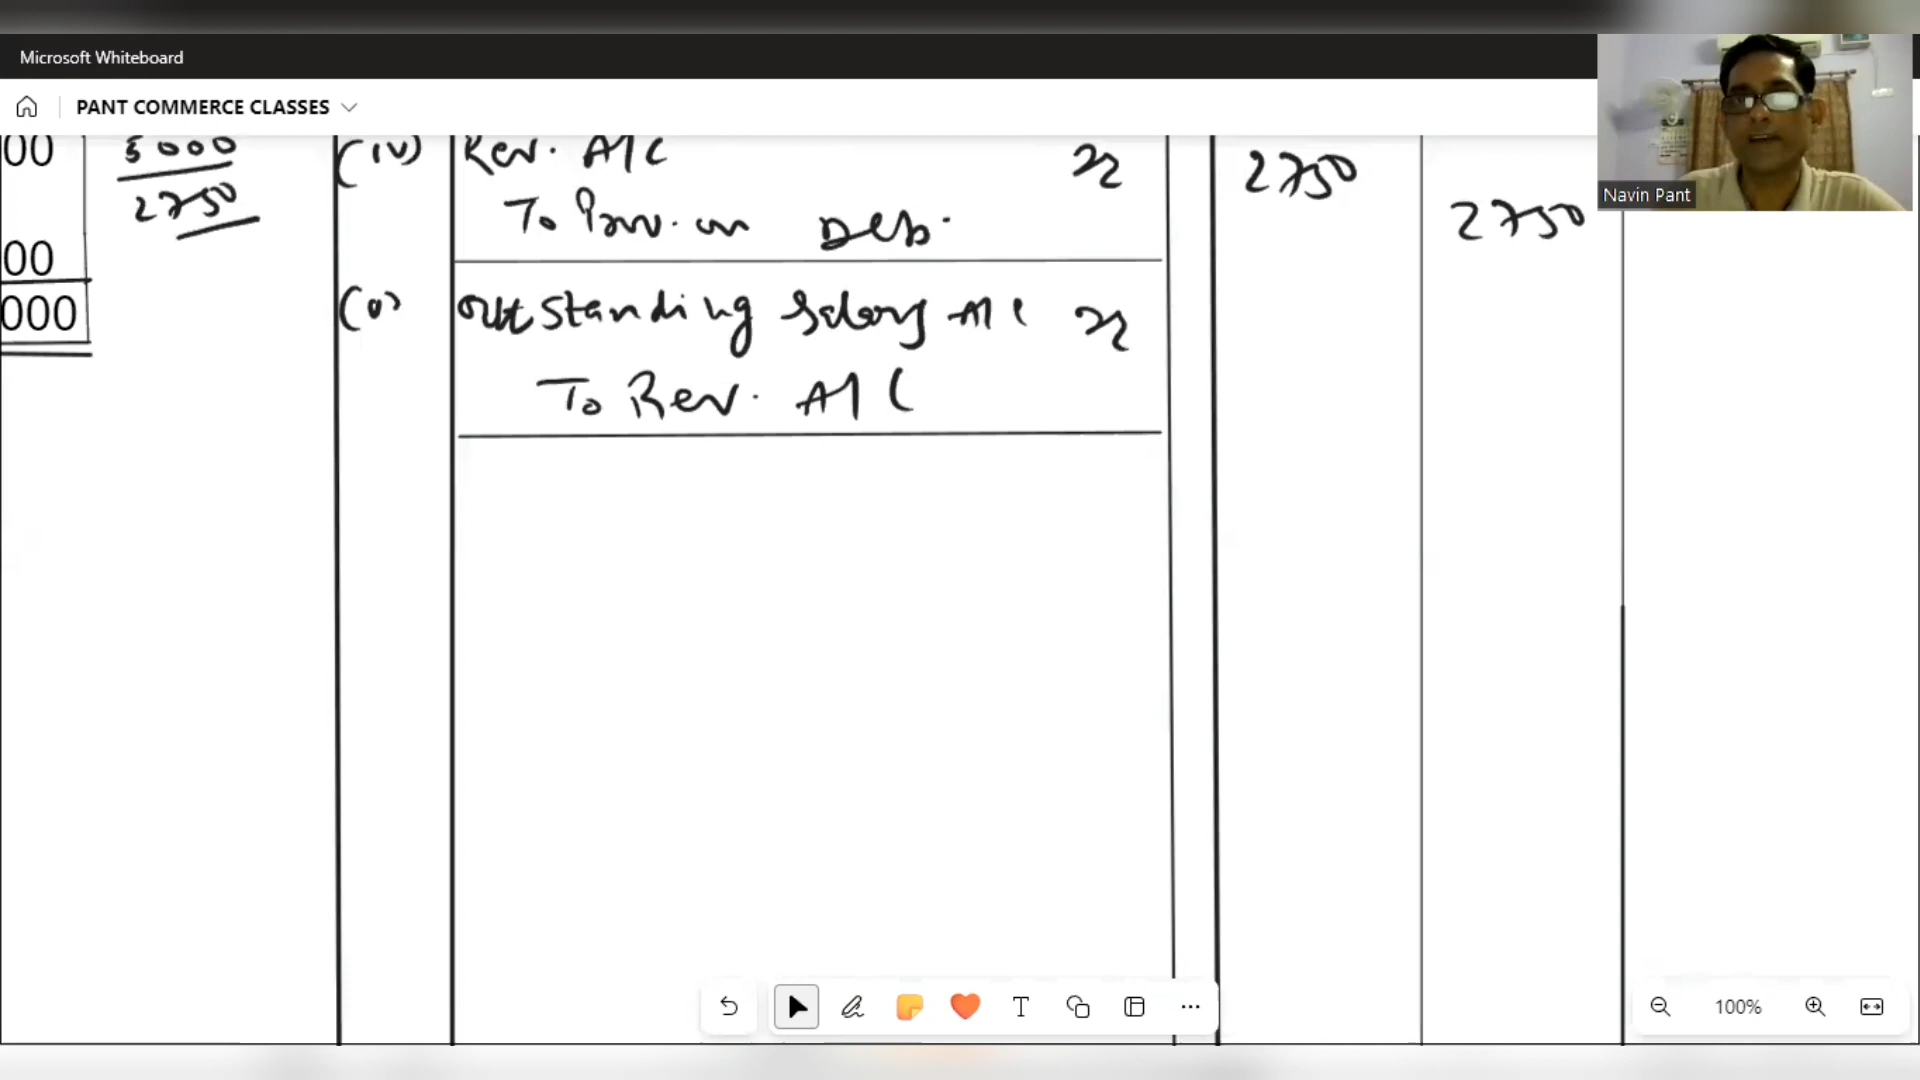 Microsoft Whiteboard
PANT COMMERCE CLASSES
00 5000 (iv) Rev. A/C Dr 2750
2750 To Prov. on Deb. 2750
Navin Pant
00
000 (v) Outstanding Salary A/C Dr
To Rev. A/C
100%